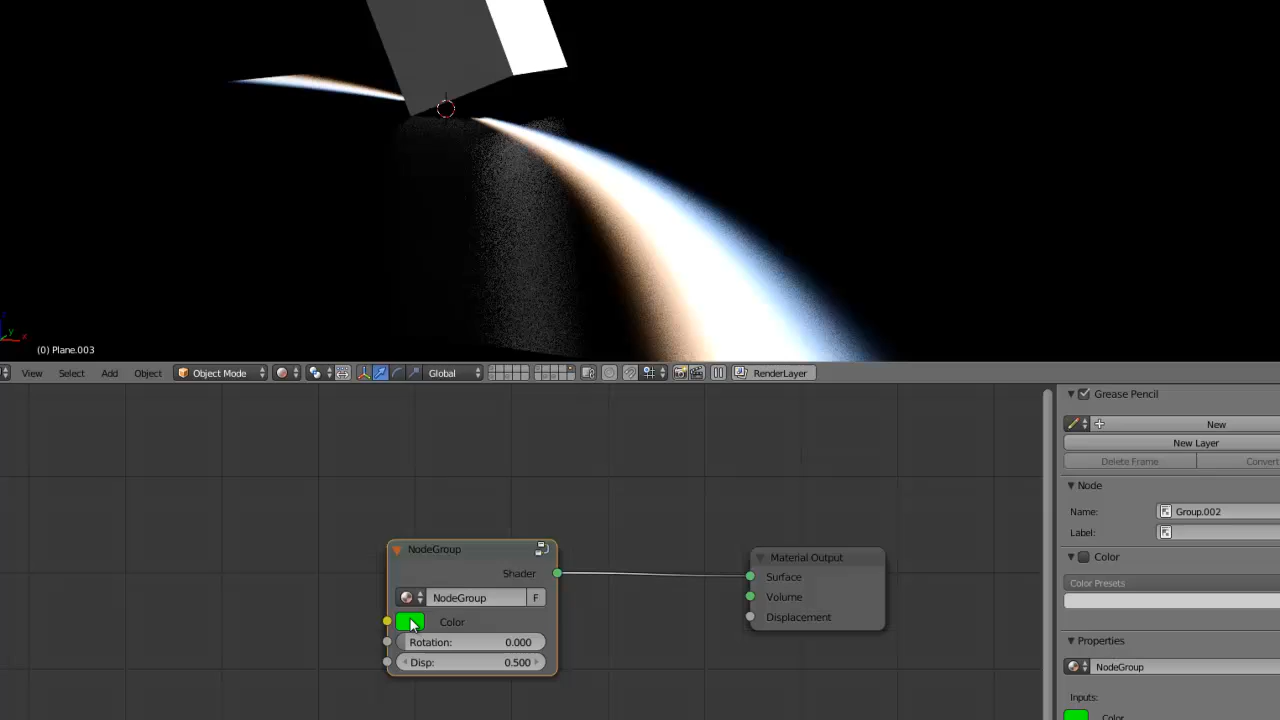 (0) Plane.003
View Select Add Object Object Mode Global RenderLayer
Grease Pencil
New
New Layer
Delete Frame Convert
Node
Name: Group.002
Label:
Color
Color Presets
Properties
NodeGroup
Inputs:
Color
NodeGroup
Shader
NodeGroup F
Color
Rotation: 0.000
Disp: 0.500
Material Output
Surface
Volume
Displacement